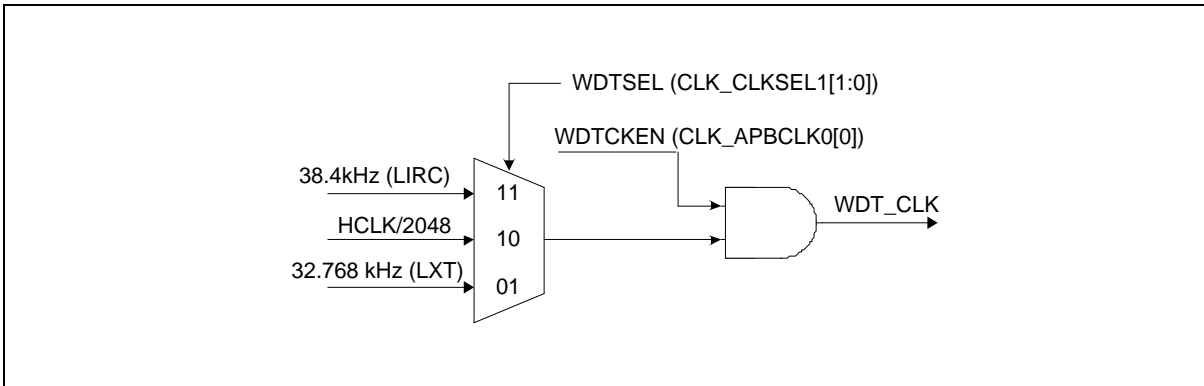 WDTSEL (CLK_CLKSEL1[1:0])
WDTCKEN (CLK_APBCLK0[0])
38.4kHz (LIRC)
11
WDT_CLK
HCLK/2048
10
32.768 kHz (LXT)
01